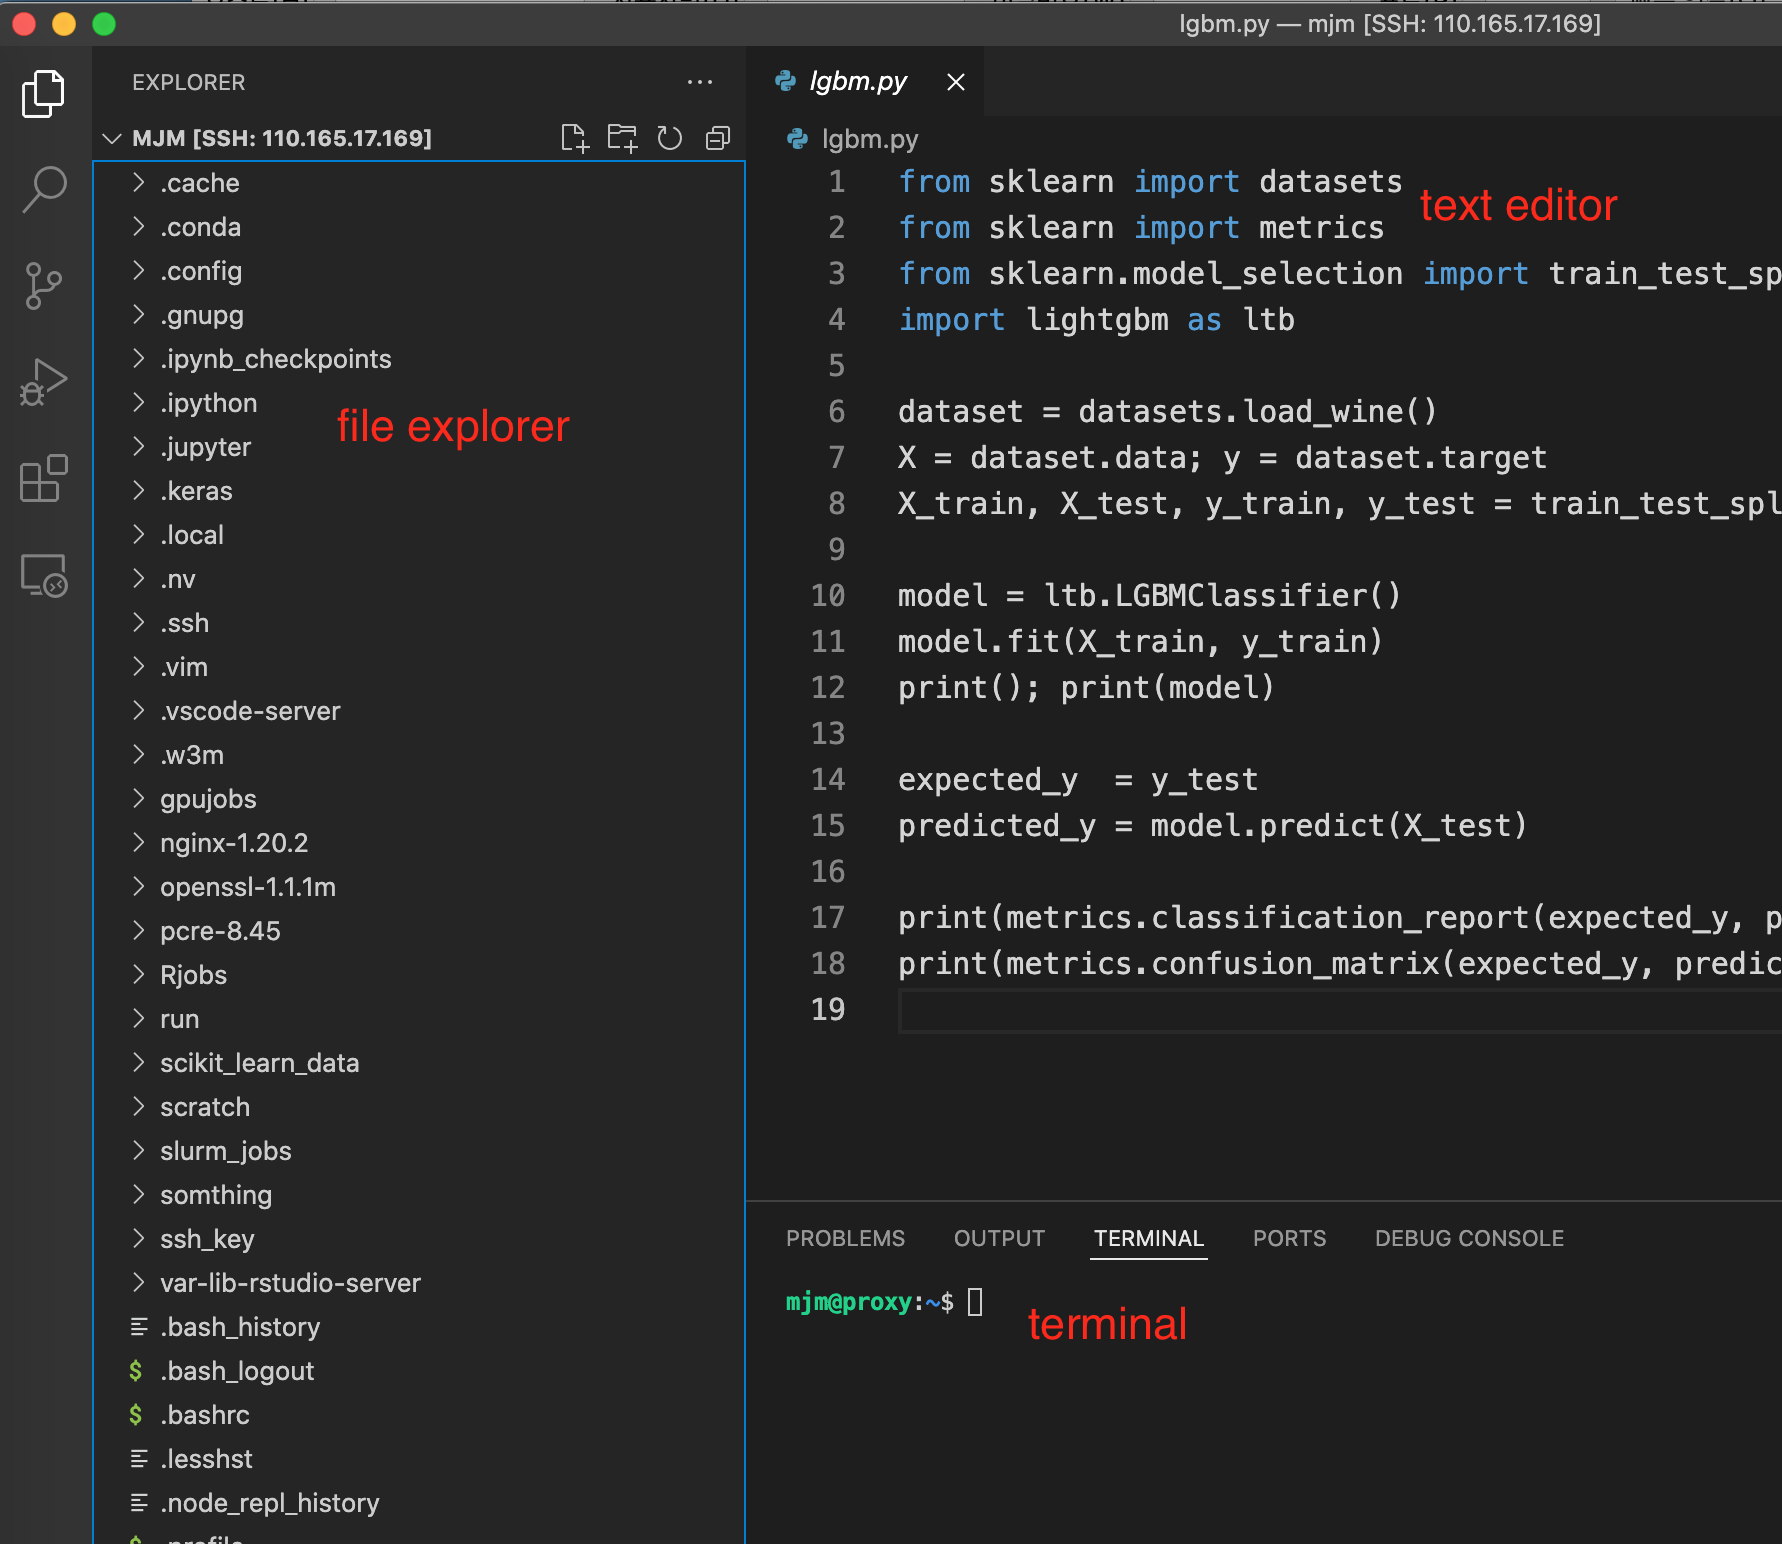 lgbm.py — mjm [SSH: 110.165.17.169]
EXPLORER
MJM [SSH: 110.165.17.169]
.cache
.conda
.config
.gnupg
.ipynb_checkpoints
.ipython
.jupyter
.keras
.local
.nv
.ssh
.vim
.vscode-server
.w3m
gpujobs
nginx-1.20.2
openssl-1.1.1m
pcre-8.45
Rjobs
run
scikit_learn_data
scratch
slurm_jobs
somthing
ssh_key
var-lib-rstudio-server
.bash_history
$ .bash_logout
$ .bashrc
.lesshst
.node_repl_history
file explorer
lgbm.py
lgbm.py
1 from sklearn import datasets
2 from sklearn import metrics
3 from sklearn.model_selection import train_test_sp
4 import lightgbm as ltb
5
6 dataset = datasets.load_wine()
7 X = dataset.data; y = dataset.target
8 X_train, X_test, y_train, y_test = train_test_spl
9
10 model = ltb.LGBMClassifier()
11 model.fit(X_train, y_train)
12 print(); print(model)
13
14 expected_y  = y_test
15 predicted_y = model.predict(X_test)
16
17 print(metrics.classification_report(expected_y, p
18 print(metrics.confusion_matrix(expected_y, predic
19
text editor
PROBLEMS OUTPUT TERMINAL PORTS DEBUG CONSOLE
mjm@proxy:~$
terminal